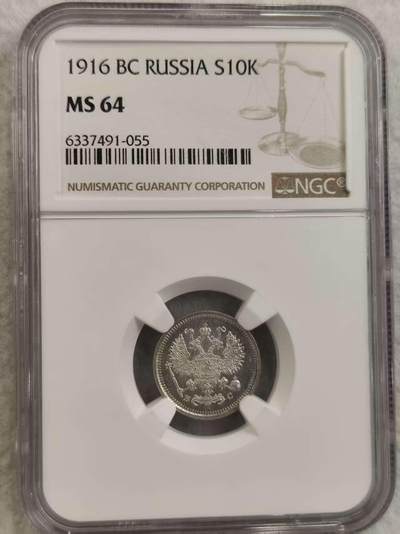 1916 BC RUSSIA S10K
MS 64
6337491-055
NUMISMATIC GUARANTY CORPORATION
NGC®
В С